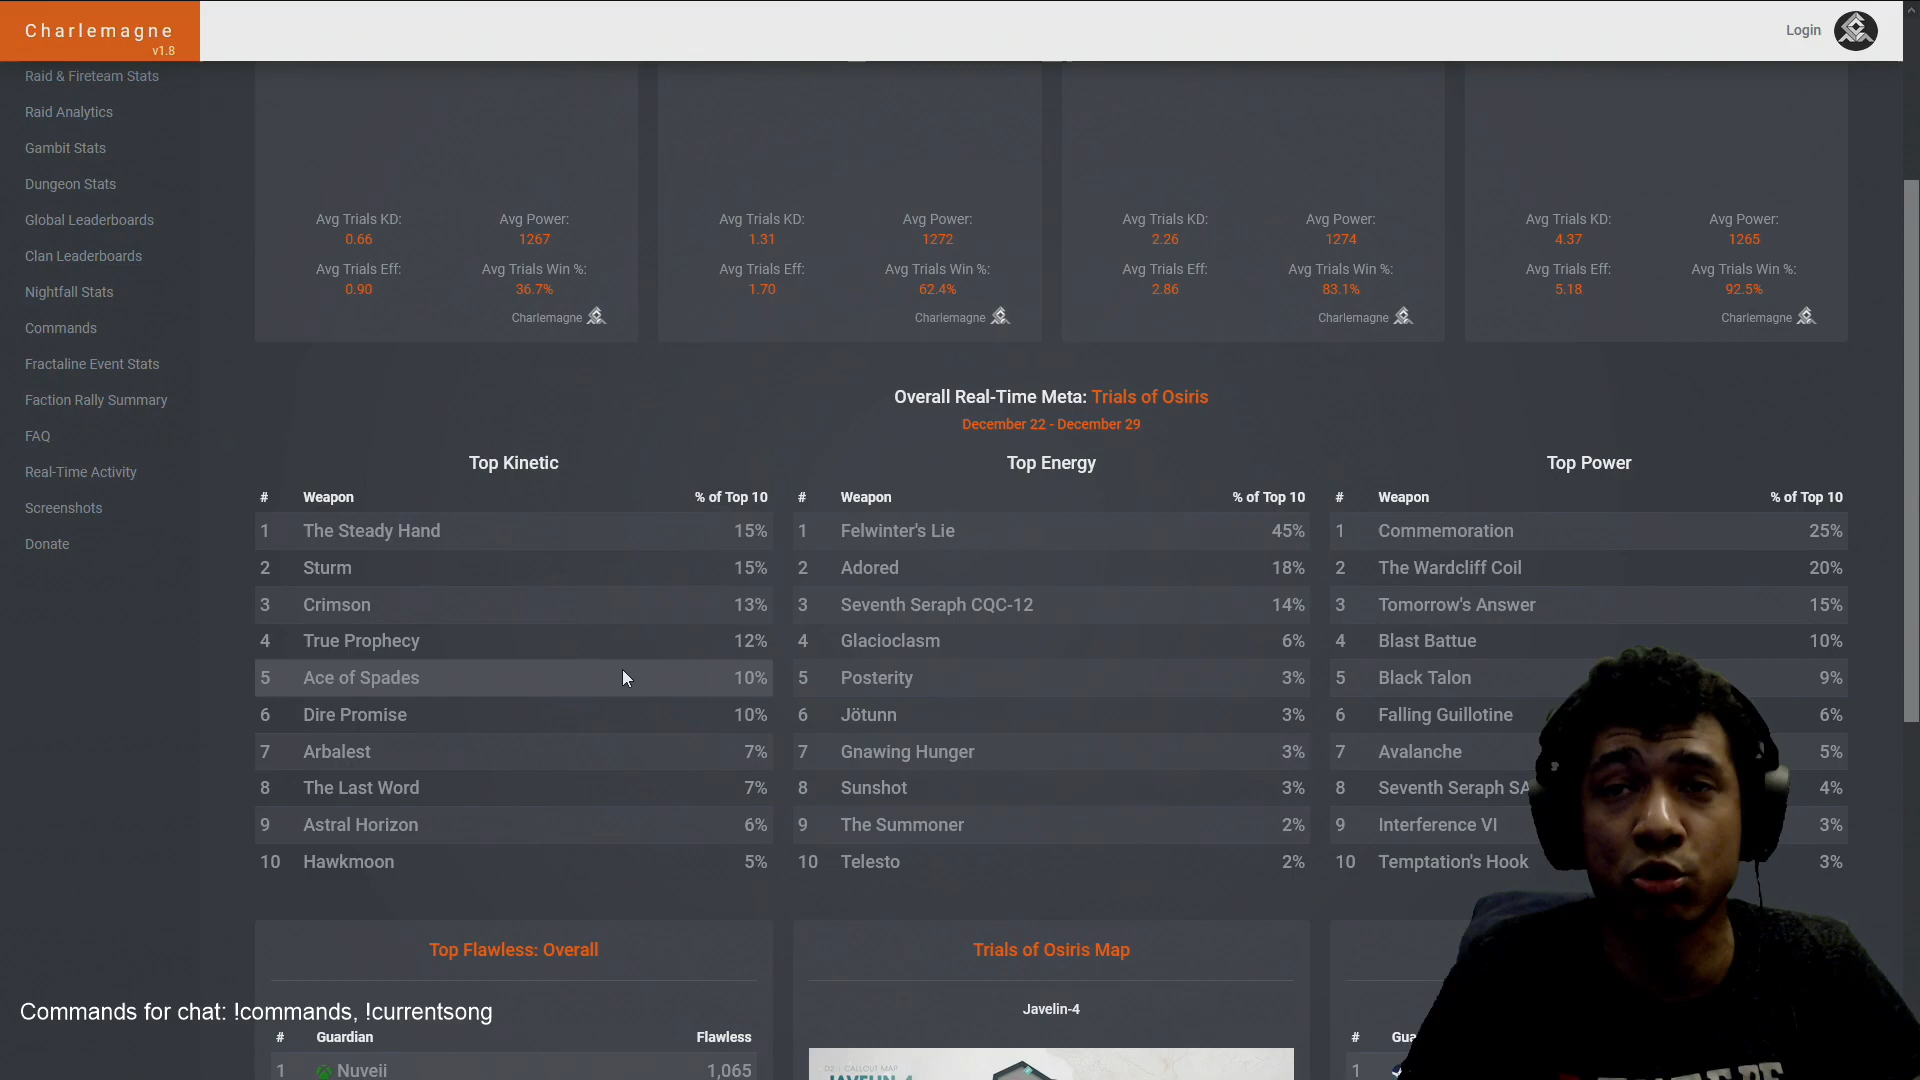 Charlemagne
v1.8
Login
Raid & Fireteam Stats
Raid Analytics
Gambit Stats
Dungeon Stats
Global Leaderboards
Clan Leaderboards
Nightfall Stats
Commands
Fractaline Event Stats
Faction Rally Summary
FAQ
Real-Time Activity
Screenshots
Donate
Avg Trials KD: Avg Power:
0.66 1267
Avg Trials Eff: Avg Trials Win %:
0.90 36.7%
Charlemagne
Avg Trials KD: Avg Power:
1.31 1272
Avg Trials Eff: Avg Trials Win %:
1.70 62.4%
Charlemagne
Avg Trials KD: Avg Power:
2.26 1274
Avg Trials Eff: Avg Trials Win %:
2.86 83.1%
Charlemagne
Avg Trials KD: Avg Power:
4.37 1265
Avg Trials Eff: Avg Trials Win %:
5.18 92.5%
Charlemagne
Overall Real-Time Meta: Trials of Osiris
December 22 - December 29
Top Kinetic
# Weapon % of Top 10
1 The Steady Hand 15%
2 Sturm 15%
3 Crimson 13%
4 True Prophecy 12%
5 Ace of Spades 10%
6 Dire Promise 10%
7 Arbalest 7%
8 The Last Word 7%
9 Astral Horizon 6%
10 Hawkmoon 5%
Top Energy
# Weapon % of Top 10
1 Felwinter's Lie 45%
2 Adored 18%
3 Seventh Seraph CQC-12 14%
4 Glacioclasm 6%
5 Posterity 3%
6 Jötunn 3%
7 Gnawing Hunger 3%
8 Sunshot 3%
9 The Summoner 2%
10 Telesto 2%
Top Power
# Weapon % of Top 10
1 Commemoration 25%
2 The Wardcliff Coil 20%
3 Tomorrow's Answer 15%
4 Blast Battue 10%
5 Black Talon 9%
6 Falling Guillotine 6%
7 Avalanche 5%
8 Seventh Seraph SA 4%
9 Interference VI 3%
10 Temptation's Hook 3%
Top Flawless: Overall
# Guardian Flawless
1 Nuveii 1,065
Trials of Osiris Map
Javelin-4
D2 : CALLOUT MAP
JAVELIN-4
# Gua
1
Commands for chat: !commands, !currentsong